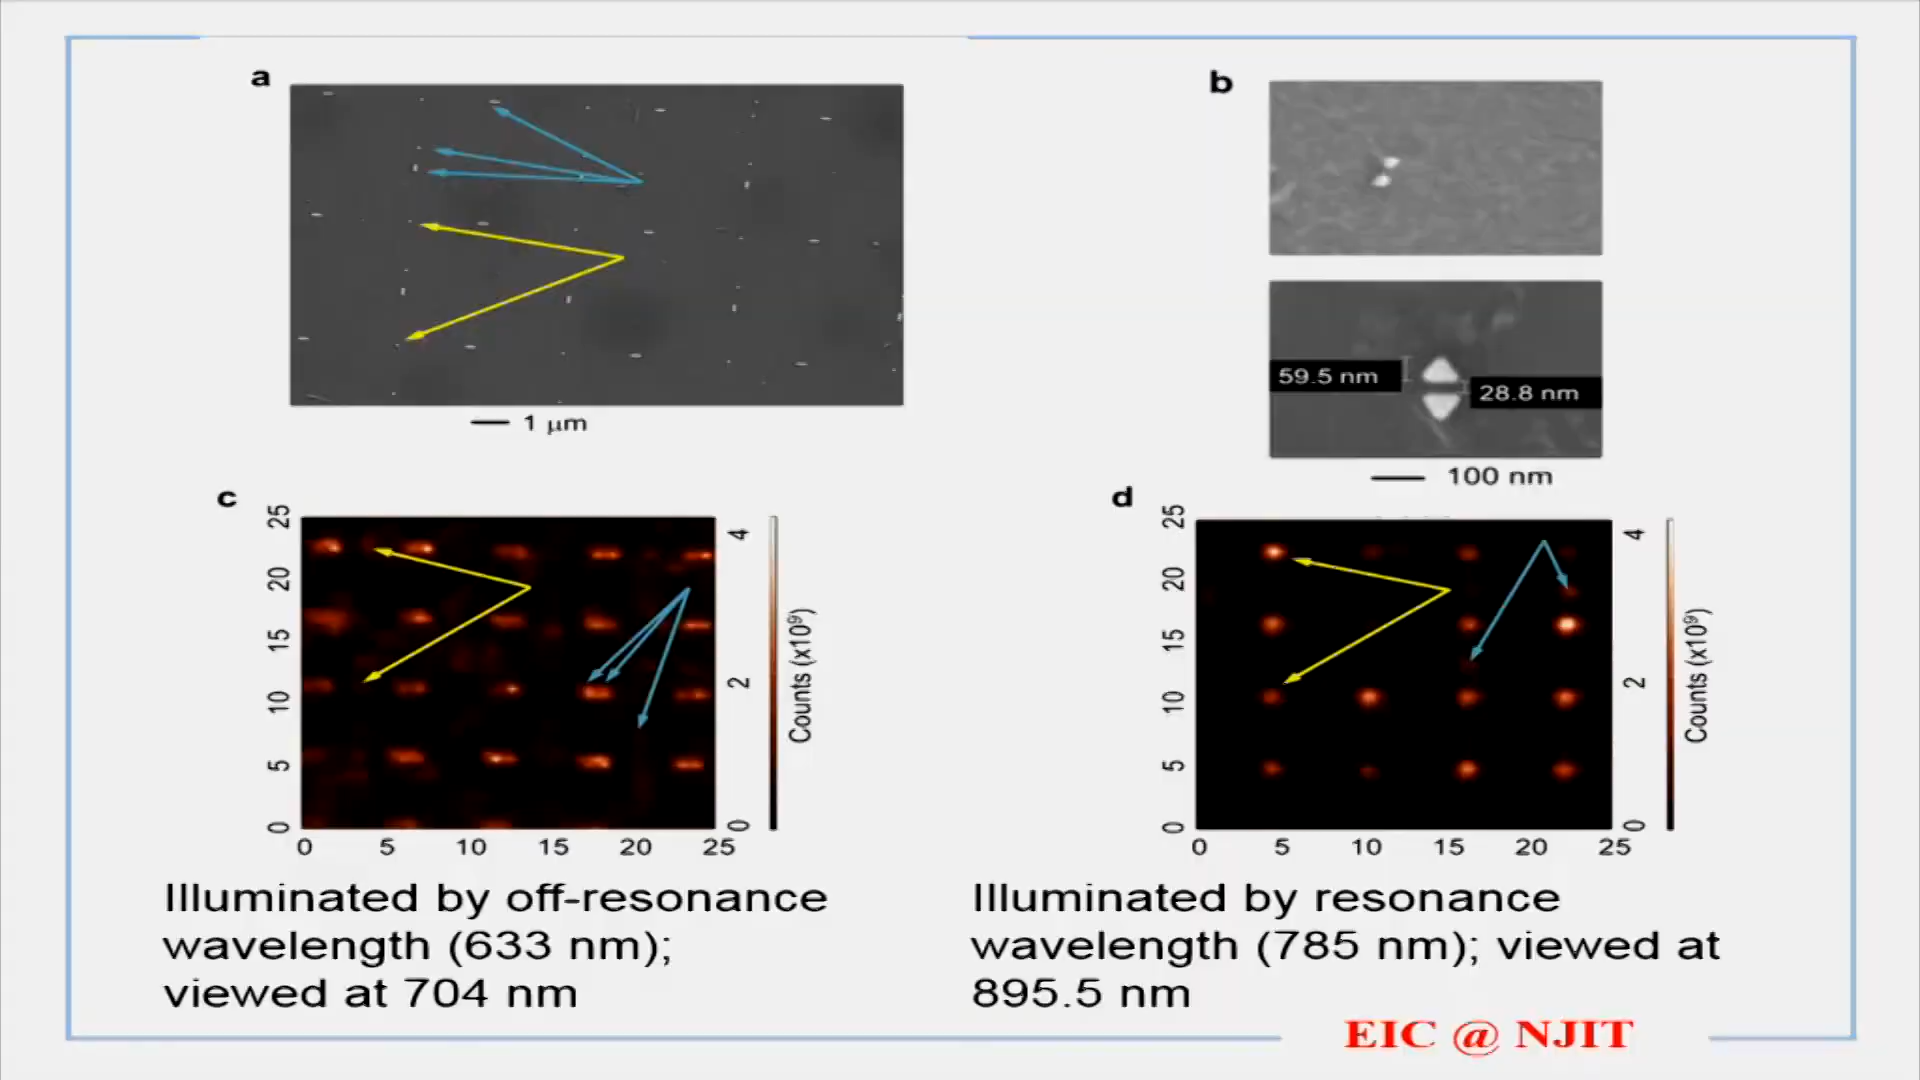 a
b
59.5 nm
28.8 nm
1 μm
100 nm
c
d
25
20
15
10
5
0
0 5 10 15 20 25
4
2
0
Counts (x10⁹)
25
20
15
10
5
0
0 5 10 15 20 25
4
2
0
Counts (x10⁹)
Illuminated by off-resonance
wavelength (633 nm);
viewed at 704 nm
Illuminated by resonance
wavelength (785 nm); viewed at
895.5 nm
EIC @ NJIT